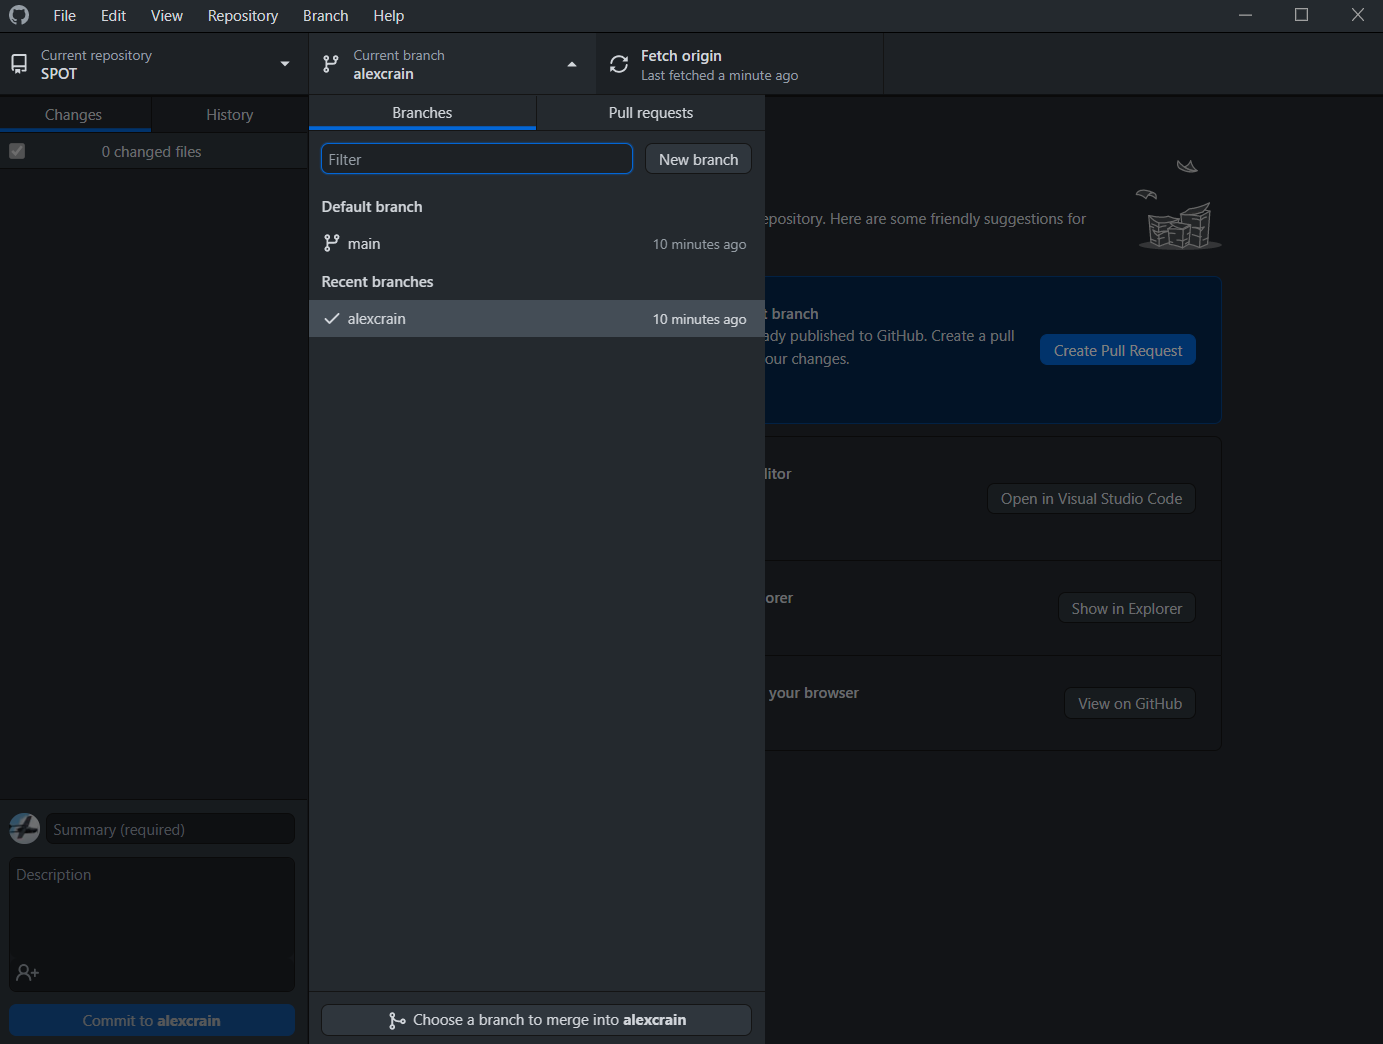 File Edit View Repository Branch Help
Current repository
SPOT
Current branch
alexcrain
Fetch origin
Last fetched a minute ago
Changes History
0 changed files
Branches Pull requests
Filter
New branch
Default branch
main 10 minutes ago
Recent branches
alexcrain 10 minutes ago
epository. Here are some friendly suggestions for
t branch
ady published to GitHub. Create a pull
our changes.
Create Pull Request
litor
Open in Visual Studio Code
orer
Show in Explorer
your browser
View on GitHub
Summary (required)
Description
Commit to alexcrain
Choose a branch to merge into alexcrain